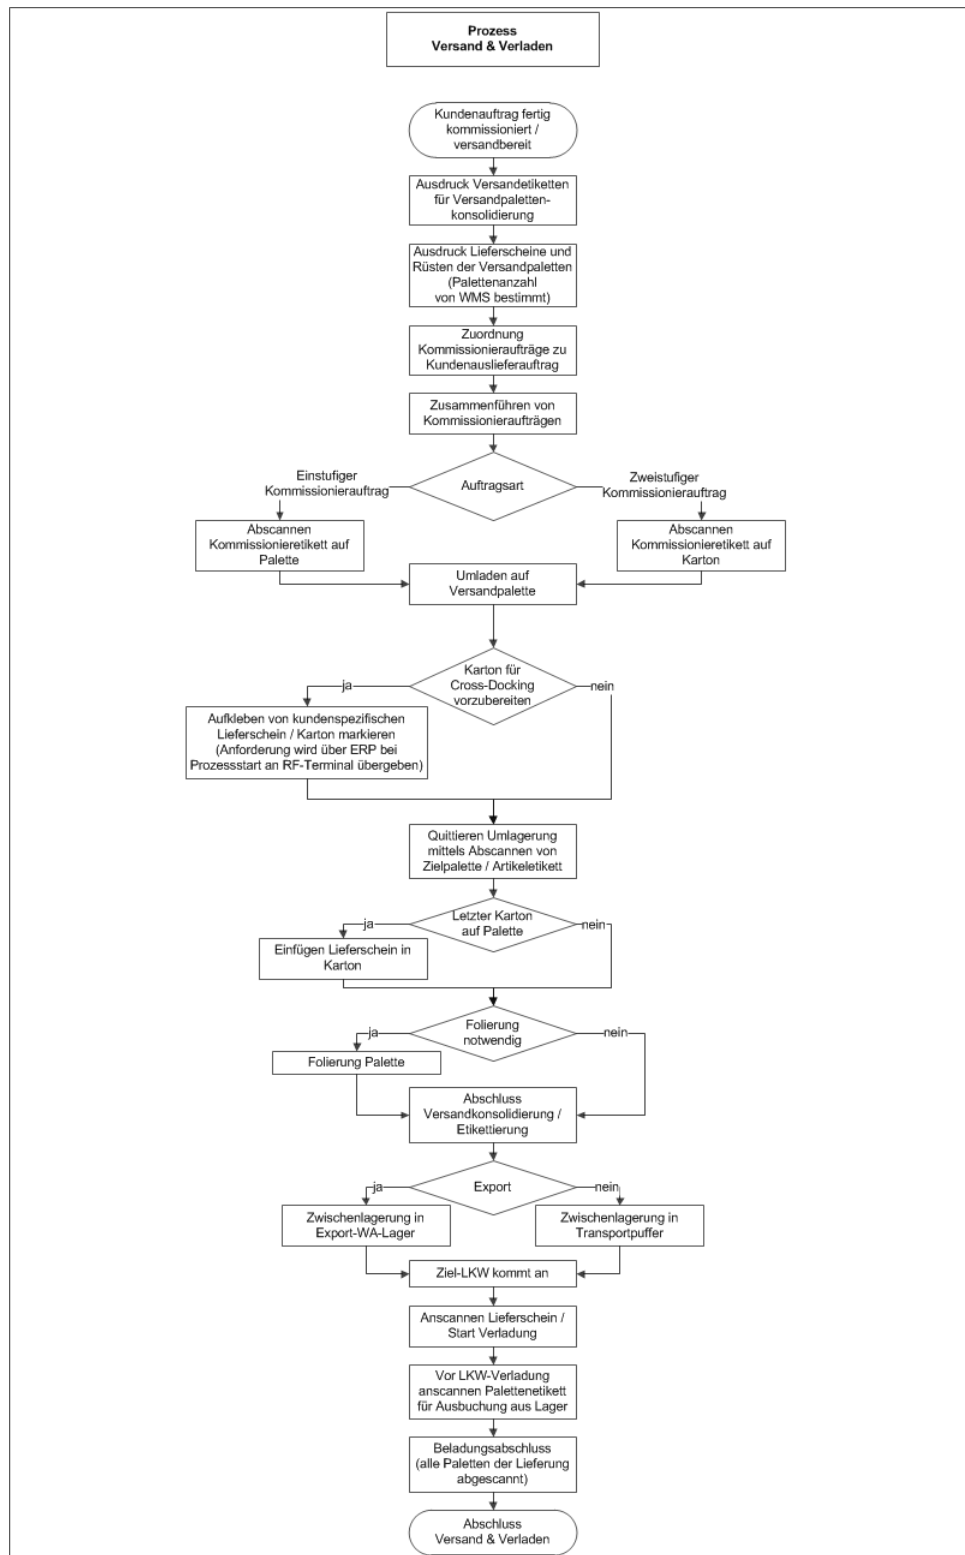 Prozess
Versand & Verladen
Kundenauftrag fertig
kommissioniert /
versandbereit
Ausdruck Versandetiketten
für Versandpaletten-
konsolidierung
Ausdruck Lieferscheine und
Rüsten der Versandpaletten
(Palettenanzahl
von WMS bestimmt)
Zuordnung
Kommissionieraufträge zu
Kundenauslieferauftrag
Zusammenführen von
Kommissionieraufträgen
Auftragsart
Einstufiger
Kommissionierauftrag
Zweistufiger
Kommissionierauftrag
Abscannen
Kommissionieretikett auf
Palette
Abscannen
Kommissionieretikett auf
Karton
Umladen auf
Versandpalette
Karton für
Cross-Docking
vorzubereiten
ja
nein
Aufkleben von kundenspezifischen
Lieferschein / Karton markieren
(Anforderung wird über ERP bei
Prozessstart an RF-Terminal übergeben)
Quittieren Umlagerung
mittels Abscannen von
Zielpalette / Artikeletikett
Letzter Karton
auf Palette
ja
nein
Einfügen Lieferschein in
Karton
Folierung
notwendig
ja
nein
Folierung Palette
Abschluss
Versandkonsolidierung /
Etikettierung
Export
ja
nein
Zwischenlagerung in
Export-WA-Lager
Zwischenlagerung in
Transportpuffer
Ziel-LKW kommt an
Anscannen Lieferschein /
Start Verladung
Vor LKW-Verladung
anscannen Palettenetikett
für Ausbuchung aus Lager
Beladungsabschluss
(alle Paletten der Lieferung
abgescannt)
Abschluss
Versand & Verladen